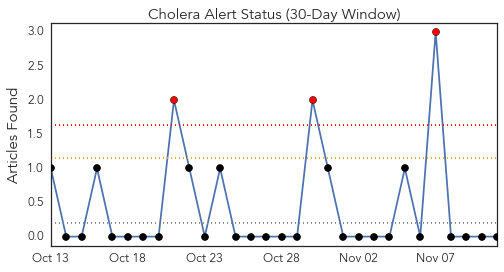 Cholera Alert Status (30-Day Window)
Articles Found
3.0
2.5
2.0
1.5
1.0
0.5
0.0
Oct 13
Oct 18
Oct 23
Oct 28
Nov 02
Nov 07